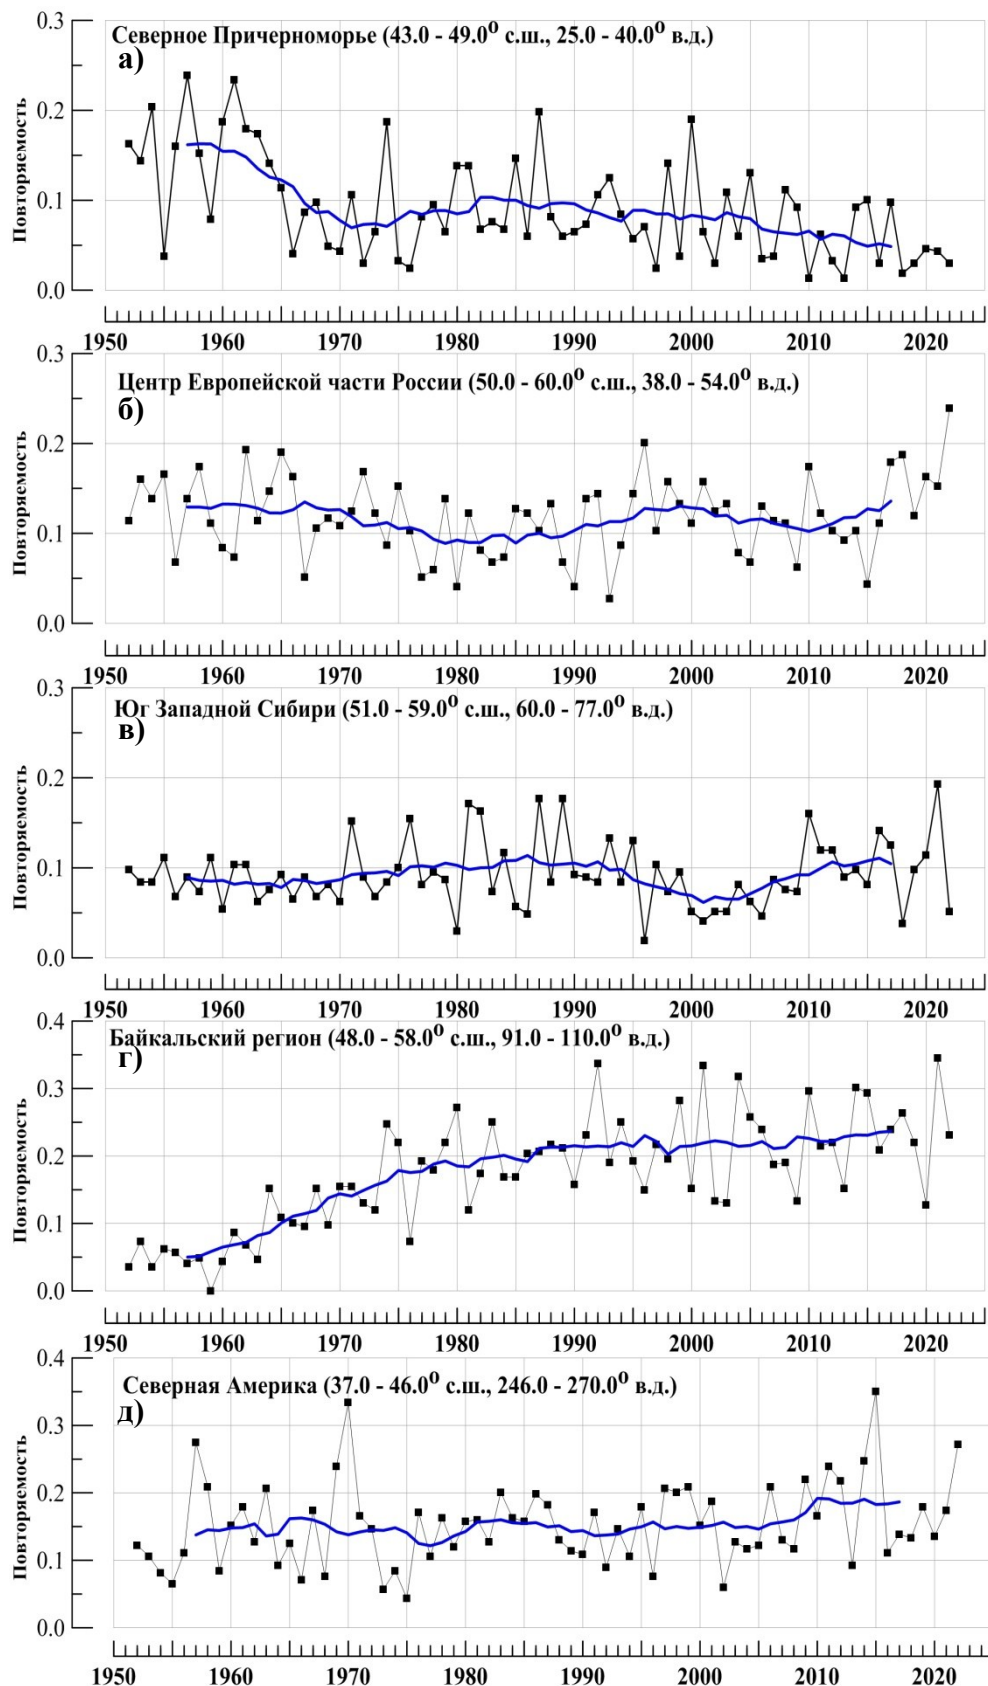 0.3
Северное Причерноморье (43.0 - 49.0⁰ с.ш., 25.0 - 40.0⁰ в.д.)
а)
0.2
Повторяемость
0.1
0.0
1950 1960 1970 1980 1990 2000 2010 2020
0.3
Центр Европейской части России (50.0 - 60.0⁰ с.ш., 38.0 - 54.0⁰ в.д.)
б)
0.2
Повторяемость
0.1
0.0
1950 1960 1970 1980 1990 2000 2010 2020
0.3
Юг Западной Сибири (51.0 - 59.0⁰ с.ш., 60.0 - 77.0⁰ в.д.)
в)
0.2
Повторяемость
0.1
0.0
1950 1960 1970 1980 1990 2000 2010 2020
0.4
Байкальский регион (48.0 - 58.0⁰ с.ш., 91.0 - 110.0⁰ в.д.)
г)
0.3
Повторяемость
0.2
0.1
0.0
1950 1960 1970 1980 1990 2000 2010 2020
0.4
Северная Америка (37.0 - 46.0⁰ с.ш., 246.0 - 270.0⁰ в.д.)
д)
0.3
Повторяемость
0.2
0.1
0.0
1950 1960 1970 1980 1990 2000 2010 2020